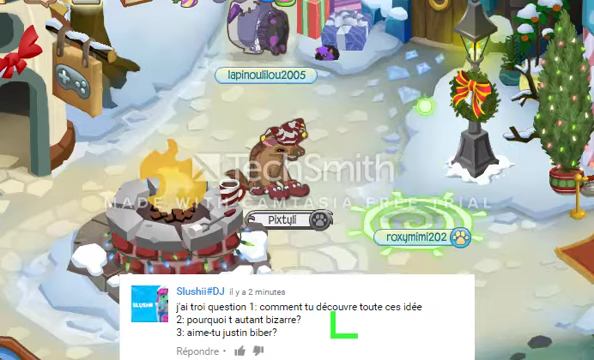 lapinoulilou2005
TechSmith
MADE WITH CAMTASIA FREE TRIAL
Pixtyli
roxymimi202
SLUSHII
Slushii#DJ il y a 2 minutes
j'ai troi question 1: comment tu découvre toute ces idée
2: pourquoi t autant bizarre?
3: aime-tu justin biber?
Répondre •